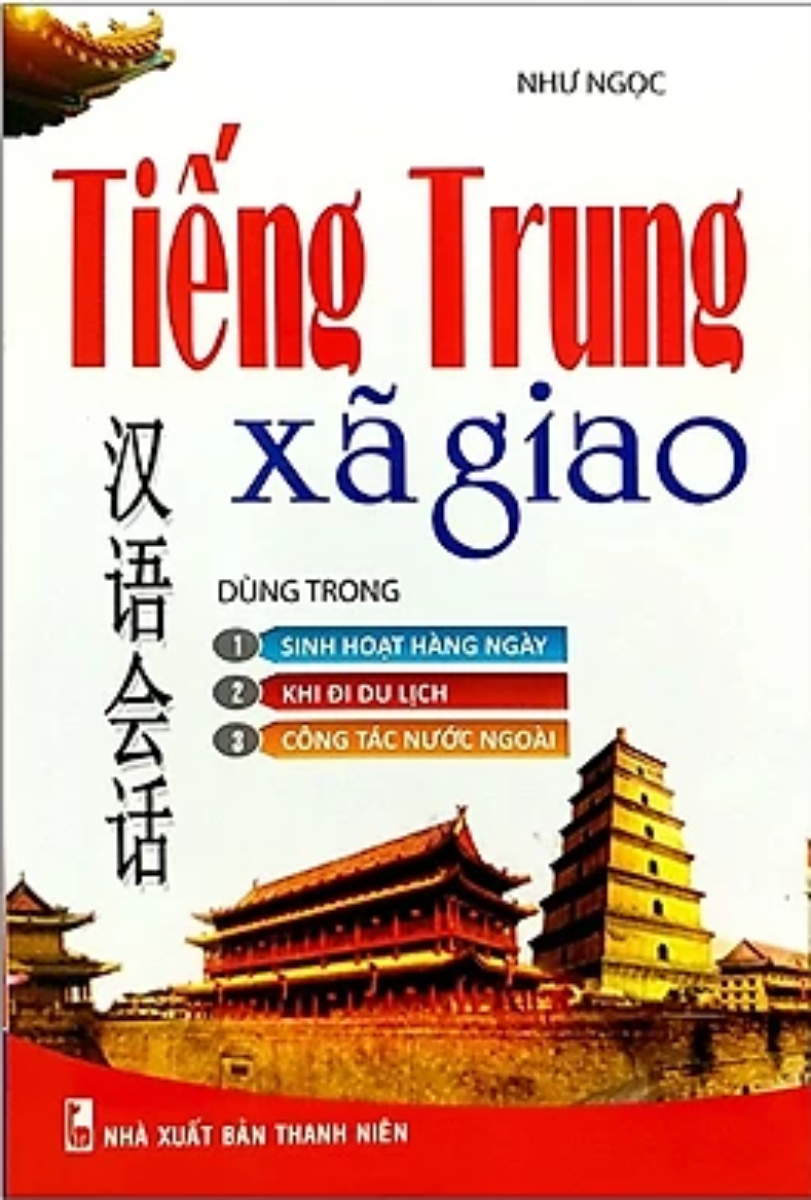 NHƯ NGỌC
Tiếng Trung
xã giao
汉语会话
DÙNG TRONG
1 SINH HOẠT HÀNG NGÀY
2 KHI ĐI DU LỊCH
3 CÔNG TÁC NƯỚC NGOÀI
NHÀ XUẤT BẢN THANH NIÊN